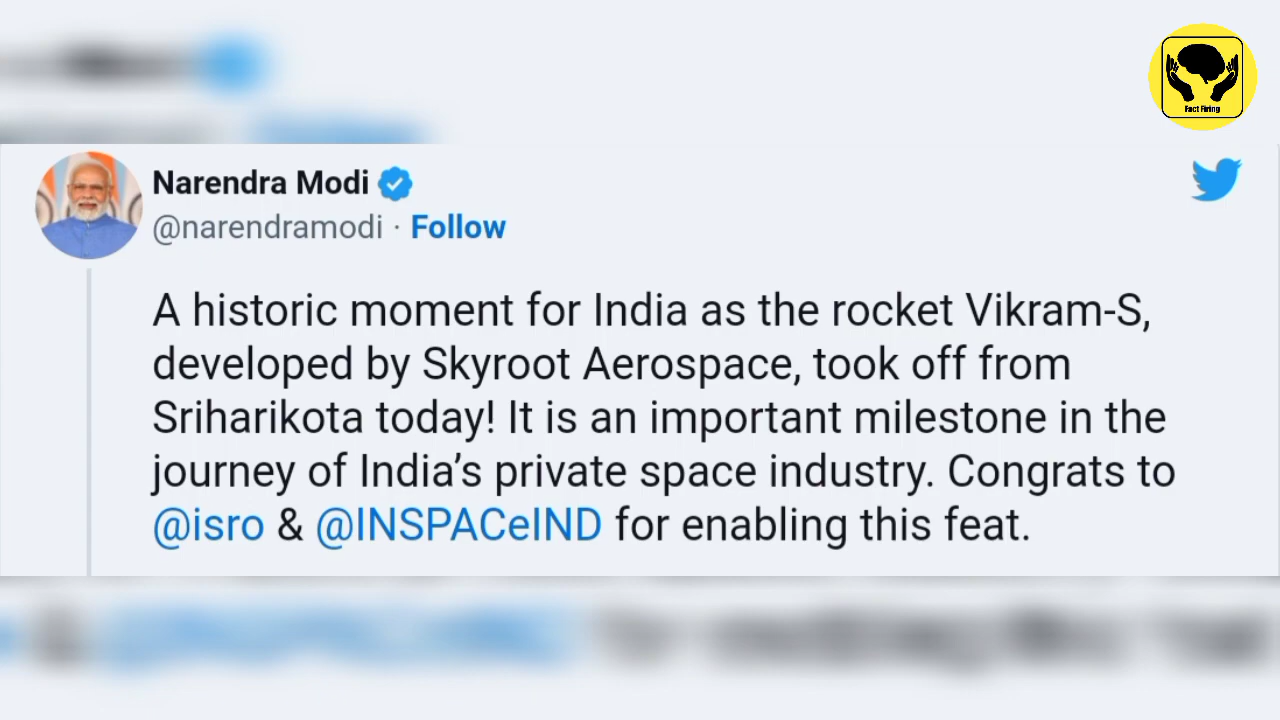 Fact Firing
Narendra Modi
@narendramodi · Follow
A historic moment for India as the rocket Vikram-S,
developed by Skyroot Aerospace, took off from
Sriharikota today! It is an important milestone in the
journey of India’s private space industry. Congrats to
@isro & @INSPACeIND for enabling this feat.